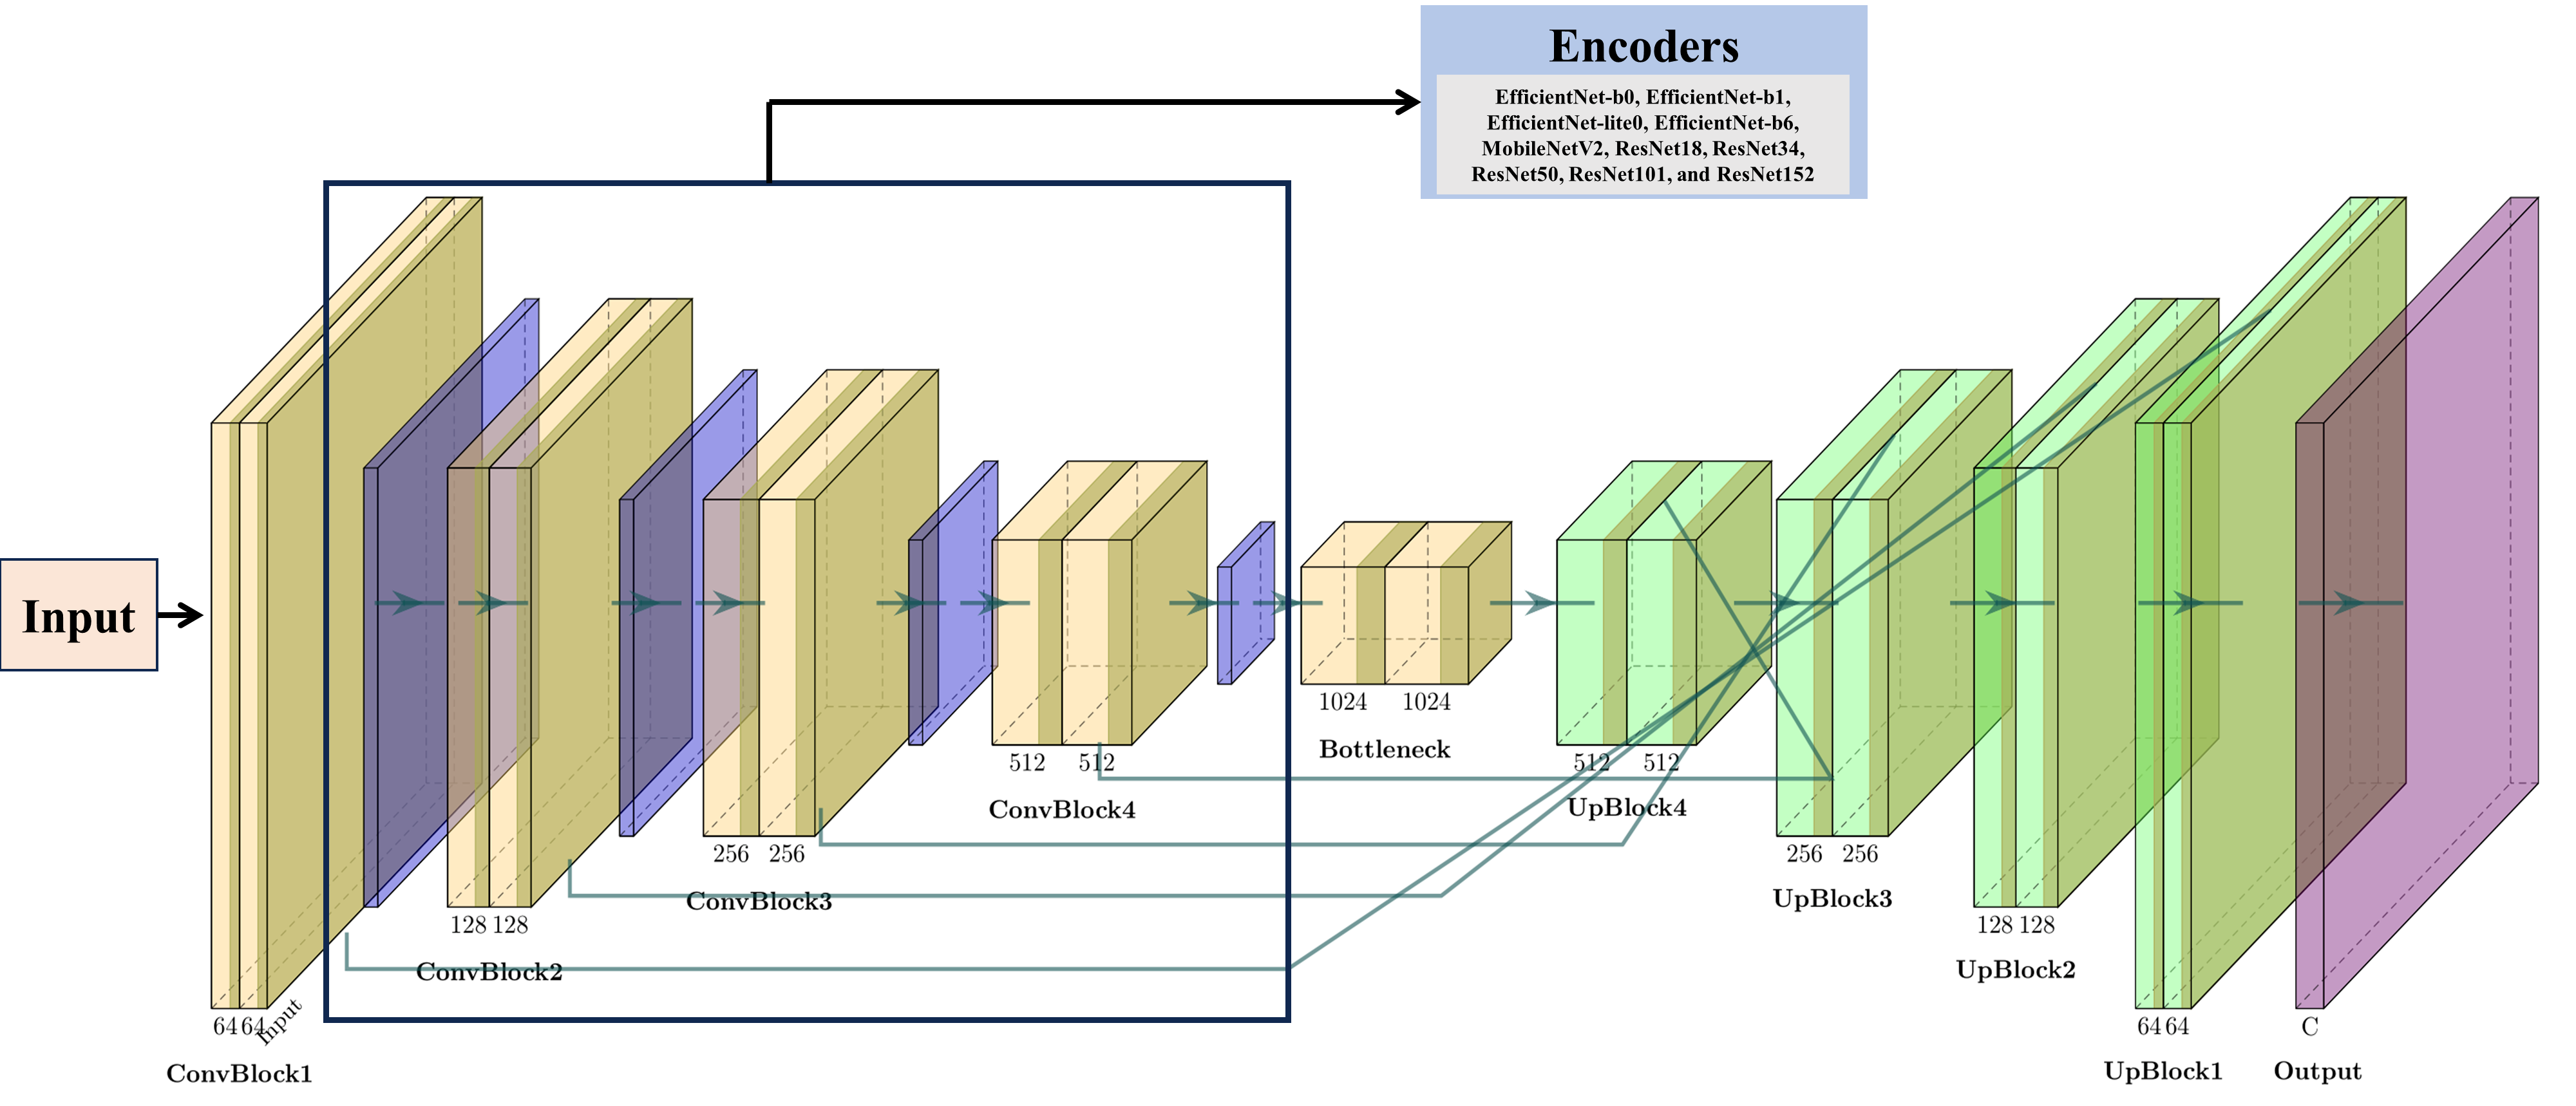 Encoders
EfficientNet-b0, EfficientNet-b1,
EfficientNet-lite0, EfficientNet-b6,
MobileNetV2, ResNet18, ResNet34,
ResNet50, ResNet101, and ResNet152
Input
64 64
Input
ConvBlock1
128 128
ConvBlock2
256 256
ConvBlock3
512 512
ConvBlock4
1024 1024
Bottleneck
512 512
UpBlock4
256 256
UpBlock3
128 128
UpBlock2
64 64
UpBlock1
C
Output